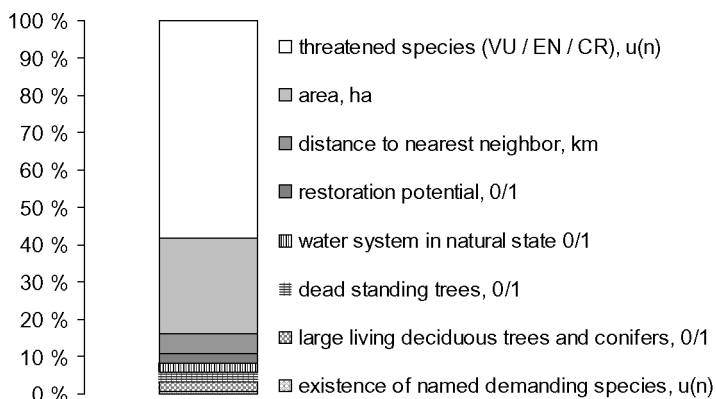 100 %
90 %
80 %
70 %
60 %
50 %
40 %
30 %
20 %
10 %
0 %
threatened species (VU / EN / CR), u(n)
area, ha
distance to nearest neighbor, km
restoration potential, 0/1
water system in natural state 0/1
dead standing trees, 0/1
large living deciduous trees and conifers, 0/1
existence of named demanding species, u(n)